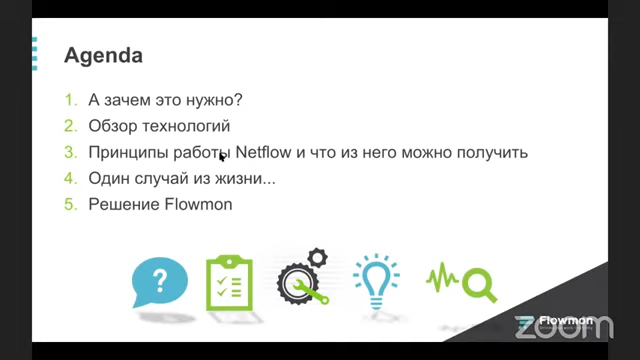 Agenda
1. А зачем это нужно?
2. Обзор технологий
3. Принципы работы Netflow и что из него можно получить
4. Один случай из жизни...
5. Решение Flowmon
?
Flowmon
zoom